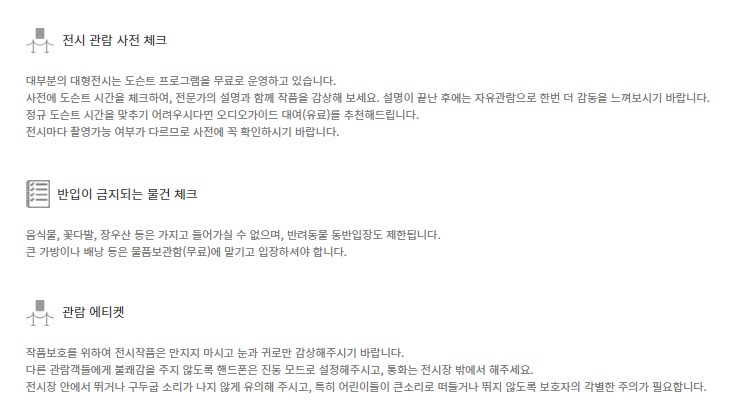 전시 관람 사전 체크
대부분의 대형전시는 도슨트 프로그램을 무료로 운영하고 있습니다.
사전에 도슨트 시간을 체크하여, 전문가의 설명과 함께 작품을 감상해 보세요. 설명이 끝난 후에는 자유관람으로 한번 더 감동을 느껴보시기 바랍니다.
정규 도슨트 시간을 맞추기 어려우시다면 오디오가이드 대여(유료)를 추천해드립니다.
전시마다 촬영가능 여부가 다르므로 사전에 꼭 확인하시기 바랍니다.
반입이 금지되는 물건 체크
음식물, 꽃다발, 장우산 등은 가지고 들어가실 수 없으며, 반려동물 동반입장도 제한됩니다.
큰 가방이나 배낭 등은 물품보관함(무료)에 맡기고 입장하셔야 합니다.
관람 에티켓
작품보호를 위하여 전시작품은 만지지 마시고 눈과 귀로만 감상해주시기 바랍니다.
다른 관람객들에게 불쾌감을 주지 않도록 핸드폰은 진동 모드로 설정해주시고, 통화는 전시장 밖에서 해주세요.
전시장 안에서 뛰거나 구두굽 소리가 나지 않게 유의해 주시고, 특히 어린이들이 큰소리로 떠들거나 뛰지 않도록 보호자의 각별한 주의가 필요합니다.